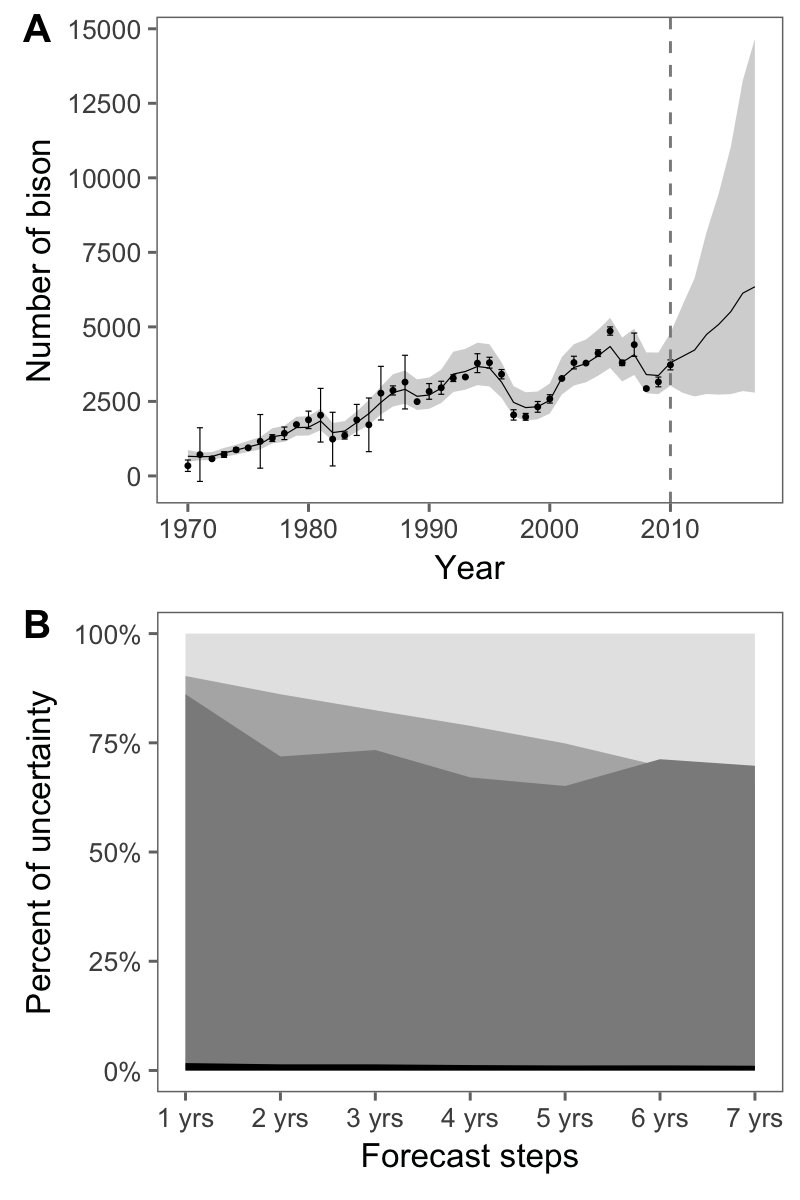 A
15000
12500
10000
7500
5000
2500
0
Number of bison
1970 1980 1990 2000 2010
Year
B
100%
75%
50%
25%
0%
Percent of uncertainty
1 yrs 2 yrs 3 yrs 4 yrs 5 yrs 6 yrs 7 yrs
Forecast steps